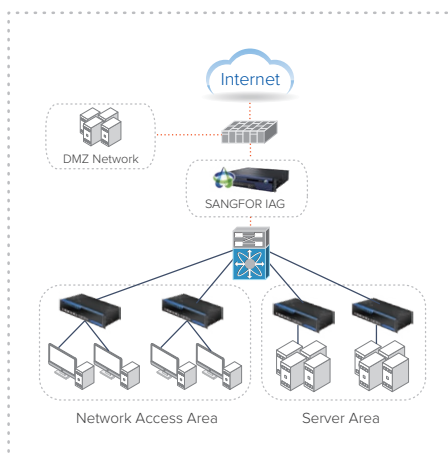 Internet
DMZ Network
SANGFOR IAG
Network Access Area
Server Area